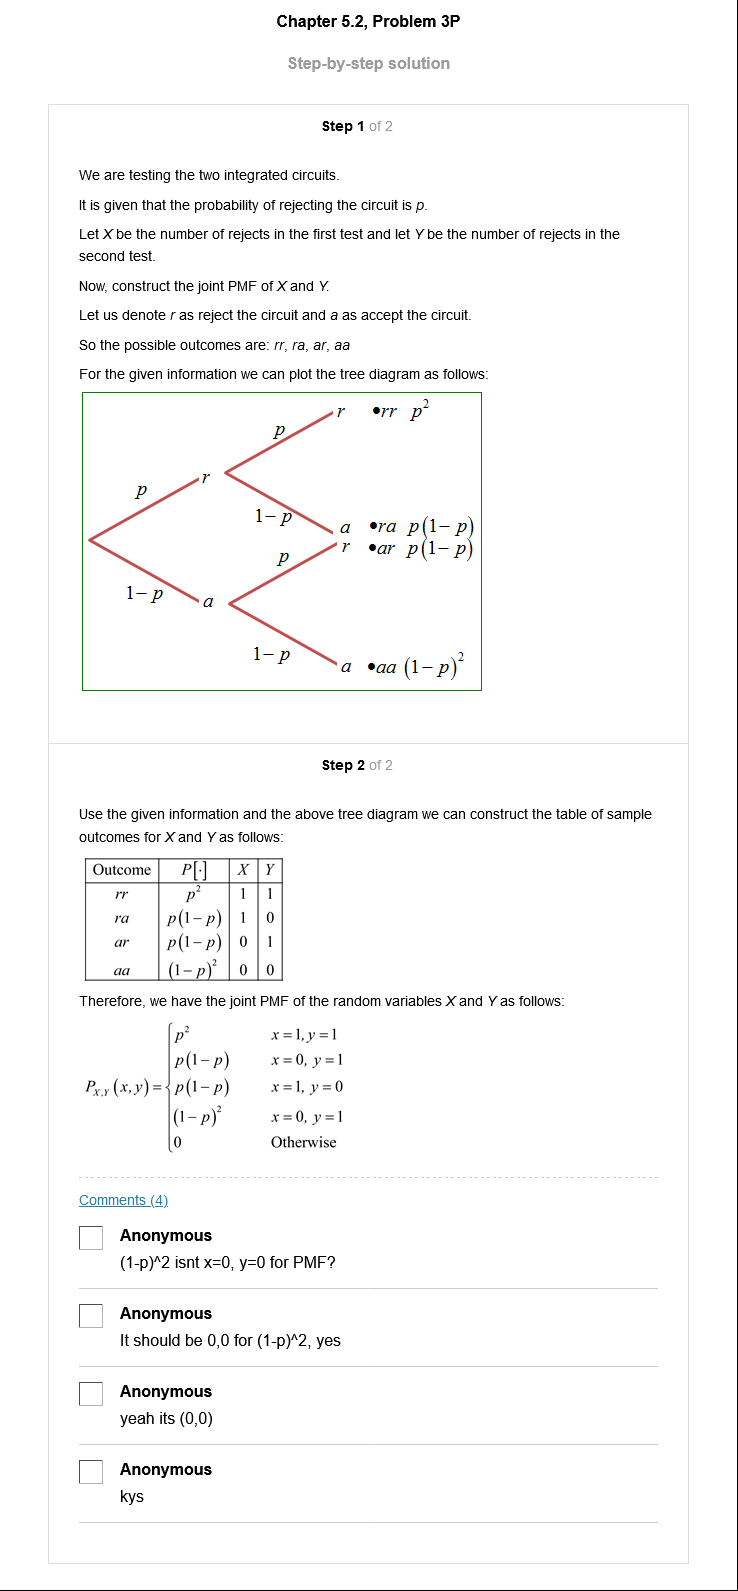 Chapter 5.2, Problem 3P
Step-by-step solution
Step 1 of 2
We are testing the two integrated circuits.
It is given that the probability of rejecting the circuit is p.
Let X be the number of rejects in the first test and let Y be the number of rejects in the
second test.
Now, construct the joint PMF of X and Y.
Let us denote r as reject the circuit and a as accept the circuit.
So the possible outcomes are: rr, ra, ar, aa
For the given information we can plot the tree diagram as follows:
r •rr p²
p
r
p
1−p
a •ra p(1−p)
r •ar p(1−p)
p
1−p
a
1−p
a •aa (1−p)²
Step 2 of 2
Use the given information and the above tree diagram we can construct the table of sample
outcomes for X and Y as follows:
Outcome P[·] X Y
rr p² 1 1
ra p(1−p) 1 0
ar p(1−p) 0 1
aa (1−p)² 0 0
Therefore, we have the joint PMF of the random variables X and Y as follows:
p² x=1, y=1
p(1−p) x=0, y=1
P_{X,Y}(x,y)={p(1−p) x=1, y=0
(1−p)² x=0, y=1
0 Otherwise
Comments (4)
Anonymous
(1-p)^2 isnt x=0, y=0 for PMF?
Anonymous
It should be 0,0 for (1-p)^2, yes
Anonymous
yeah its (0,0)
Anonymous
kys